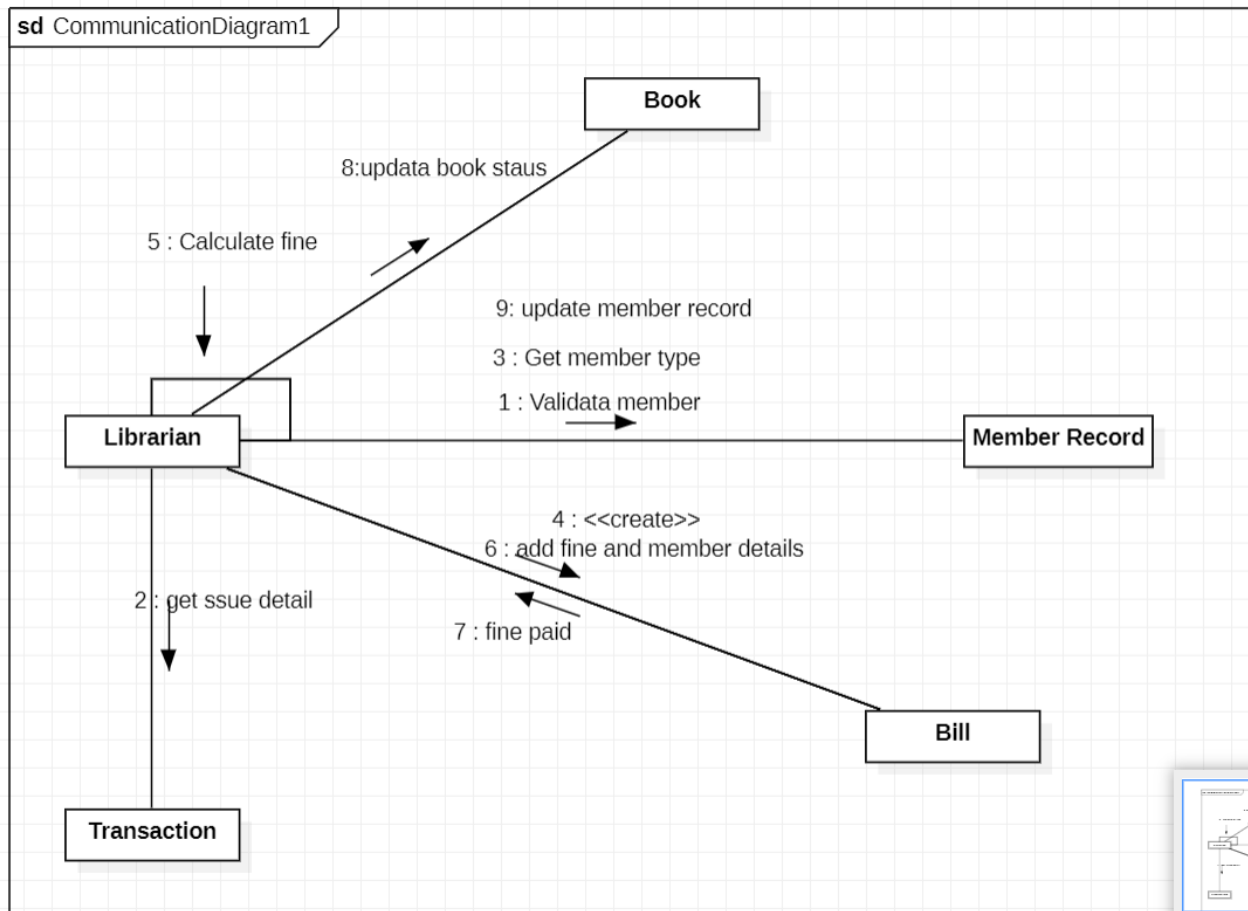 sd CommunicationDiagram1
Book
8:updata book staus
5 : Calculate fine
9: update member record
3 : Get member type
1 : Validata member
Librarian
Member Record
4 : <<create>>
6 : add fine and member details
2 : get ssue detail
7 : fine paid
Bill
Transaction